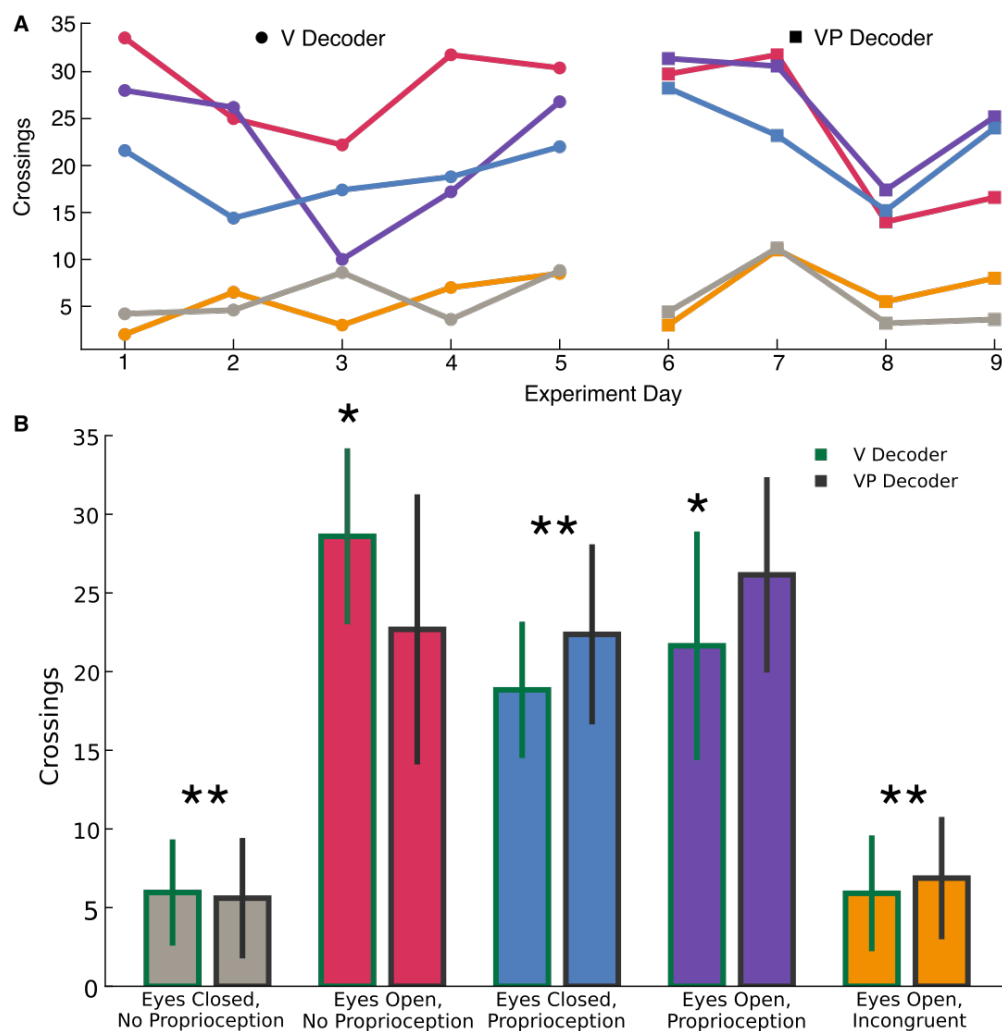 A
35
V Decoder
VP Decoder
30
25
20
15
10
5
Crossings
1 2 3 4 5 6 7 8 9
Experiment Day
B
*
35
V Decoder
VP Decoder
30
**
*
25
20
15
Crossings
**
**
10
5
0
Eyes Closed,
No Proprioception
Eyes Open,
No Proprioception
Eyes Closed,
Proprioception
Eyes Open,
Proprioception
Eyes Open,
Incongruent